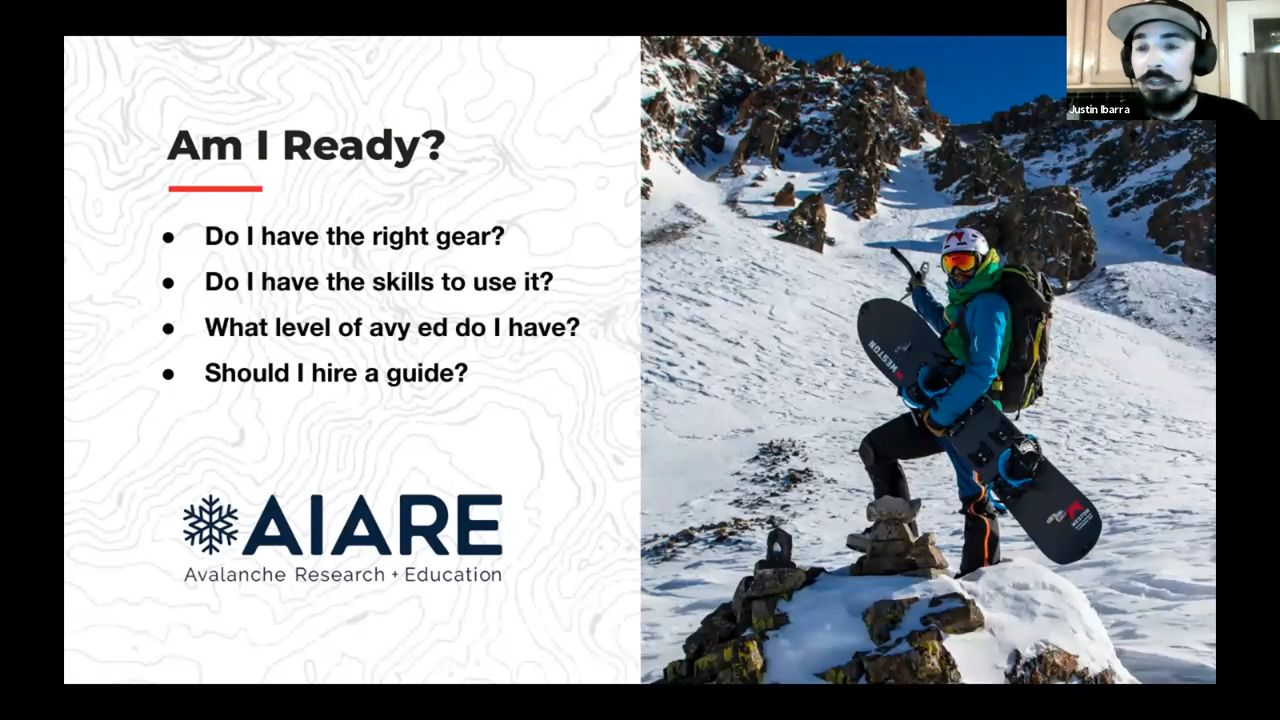 Am I Ready?
● Do I have the right gear?
● Do I have the skills to use it?
● What level of avy ed do I have?
● Should I hire a guide?
AIARE
Avalanche Research + Education
Justin Ibarra
WESTON
WESTON